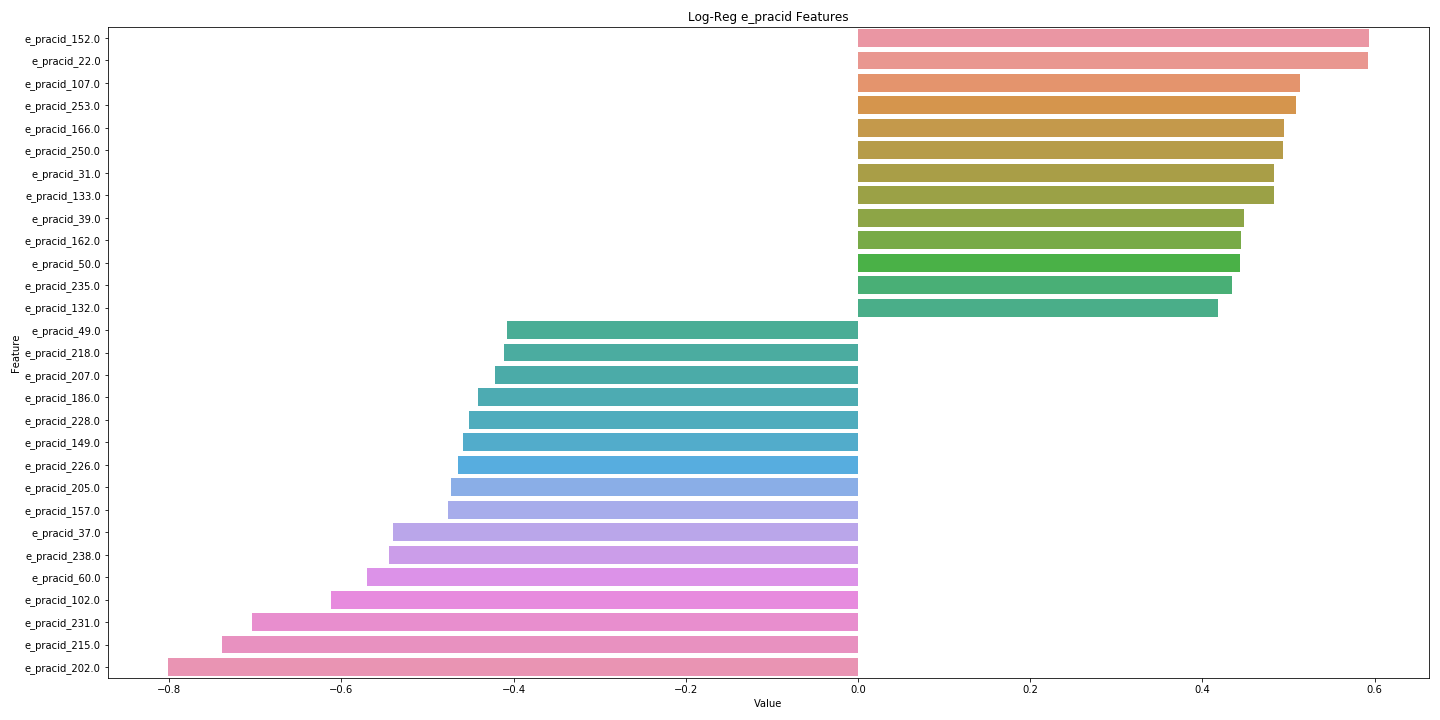 Log-Reg e_pracid Features
e_pracid_152.0
e_pracid_22.0
e_pracid_107.0
e_pracid_253.0
e_pracid_166.0
e_pracid_250.0
e_pracid_31.0
e_pracid_133.0
e_pracid_39.0
e_pracid_162.0
e_pracid_50.0
e_pracid_235.0
e_pracid_132.0
e_pracid_49.0
e_pracid_218.0
e_pracid_207.0
e_pracid_186.0
e_pracid_228.0
e_pracid_149.0
e_pracid_226.0
e_pracid_205.0
e_pracid_157.0
e_pracid_37.0
e_pracid_238.0
e_pracid_60.0
e_pracid_102.0
e_pracid_231.0
e_pracid_215.0
e_pracid_202.0
Feature
−0.8 −0.6 −0.4 −0.2 0.0 0.2 0.4 0.6
Value